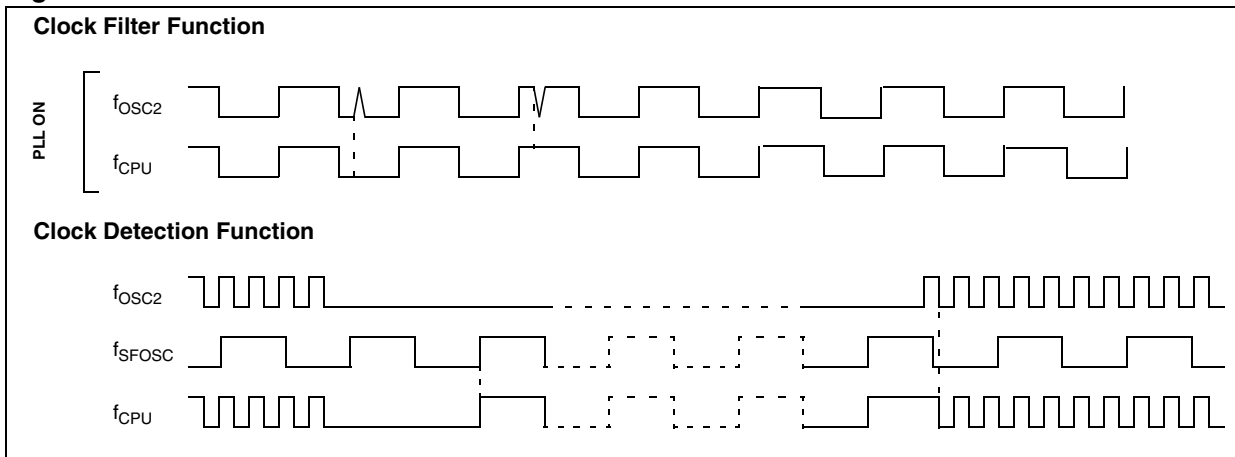 Clock Filter Function
PLL ON
fOSC2
fCPU
Clock Detection Function
fOSC2
fSFOSC
fCPU